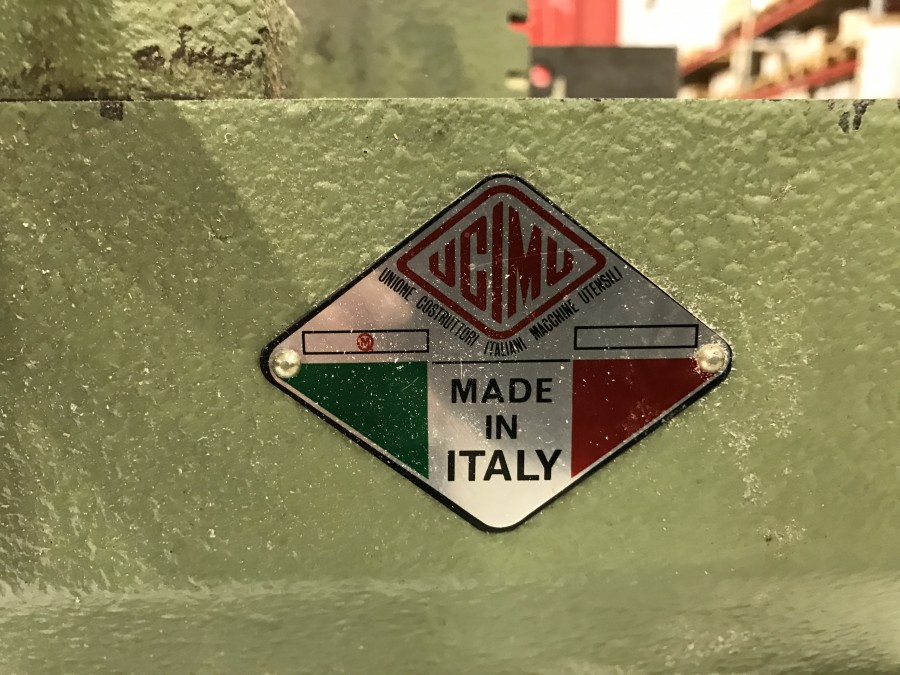 UCIMU
UNIONE COSTRUTTORI ITALIANI MACCHINE UTENSILI
M
MADE
IN
ITALY